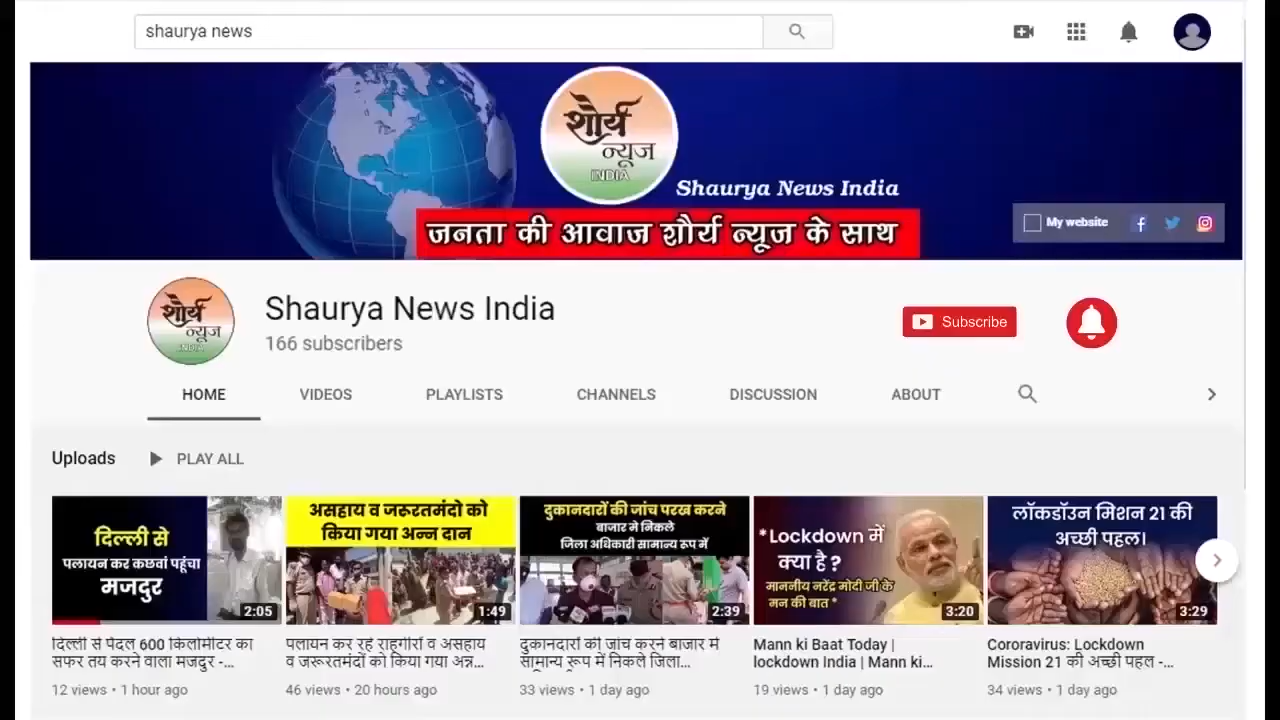 shaurya news
शौर्य
न्यूज
INDIA
Shaurya News India
जनता की आवाज शौर्य न्यूज के साथ
My website
शौर्य
न्यूज
INDIA
Shaurya News India
166 subscribers
Subscribe
HOME VIDEOS PLAYLISTS CHANNELS DISCUSSION ABOUT
Uploads PLAY ALL
दिल्ली से
पलायन कर कछवां पहुंचा
मजदुर
2:05
असहाय व जरूरतमंदो को
किया गया अन्न दान
1:49
दुकानदारों की जांच परख करने
बाजार मे निकले
जिला अधिकारी सामान्य रूप में
2:39
*Lockdown में
क्या है ?
माननीय नरेंद्र मोदी जी के
मन की बात *
3:20
लॉकडॉउन मिशन 21 की
अच्छी पहल।
3:29
दिल्ली से पैदल 600 किलोमीटर का
सफर तय करने वाला मजदुर -...
12 views • 1 hour ago
पलायन कर रहे राहगीरों व असहाय
व जरूरतमंदों को किया गया अन्न...
46 views • 20 hours ago
दुकानदारों की जांच करने बाजार में
सामान्य रूप में निकले जिला...
33 views • 1 day ago
Mann ki Baat Today |
lockdown India | Mann ki...
19 views • 1 day ago
Cororavirus: Lockdown
Mission 21 की अच्छी पहल -...
34 views • 1 day ago